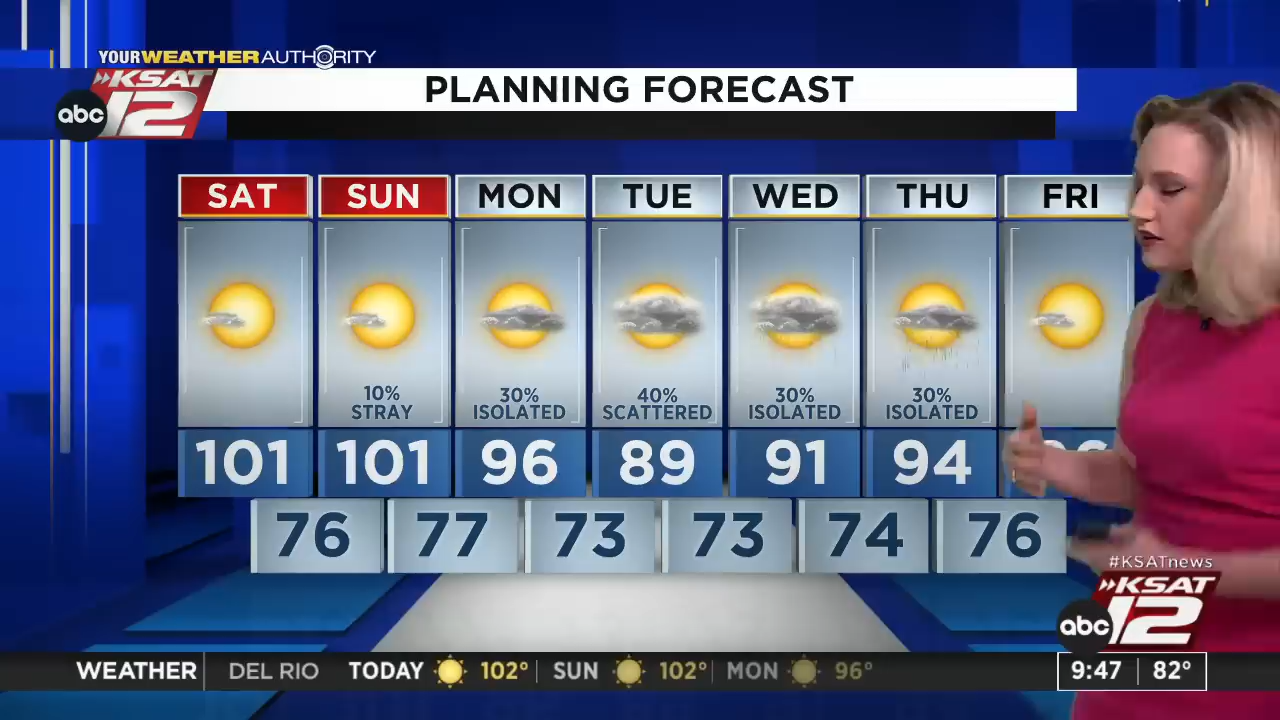 YOUR WEATHER AUTHORITY
KSAT
abc 12
PLANNING FORECAST
SAT SUN MON TUE WED THU FRI
10% 30% 40% 30% 30%
STRAY ISOLATED SCATTERED ISOLATED ISOLATED
101 101 96 89 91 94
76 77 73 73 74 76
#KSATnews
KSAT
abc 12
WEATHER DEL RIO TODAY 102° SUN 102° MON 96° 9:47 82°